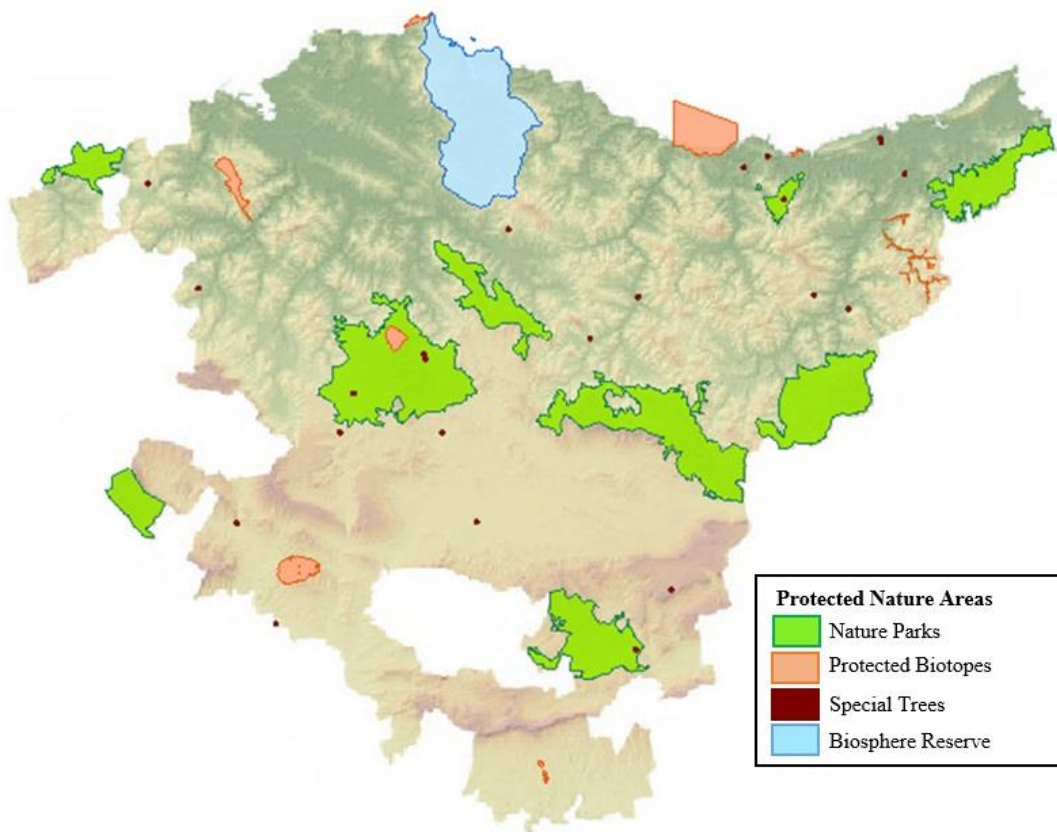 Protected Nature Areas
Nature Parks
Protected Biotopes
Special Trees
Biosphere Reserve